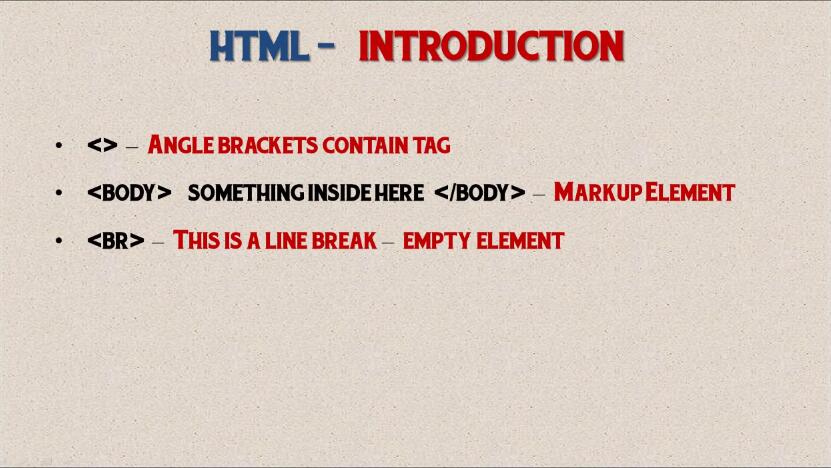 HTML – INTRODUCTION
• <> – ANGLE BRACKETS CONTAIN TAG
• <BODY> SOMETHING INSIDE HERE </BODY> – MARKUP ELEMENT
• <BR> – THIS IS A LINE BREAK – EMPTY ELEMENT